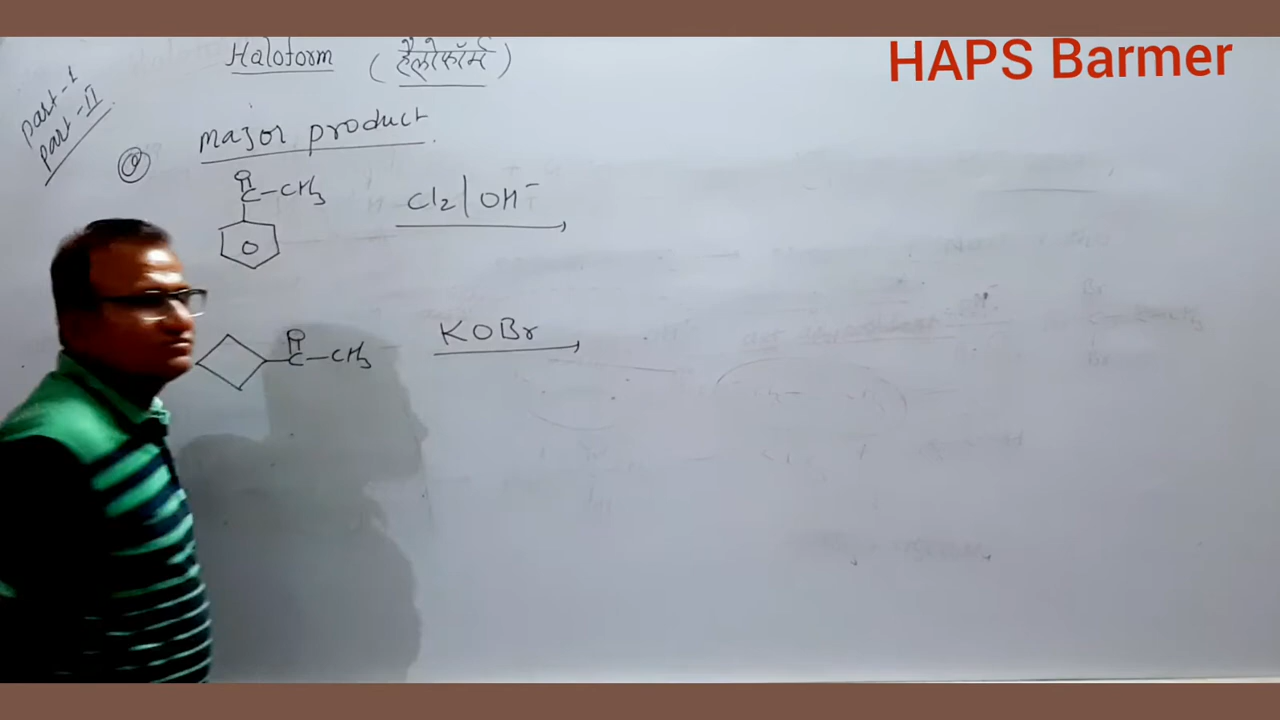 HAPS Barmer
Haloform (हैलोफॉर्म)
part-I
part-II
major product
O
C-CH3 Cl2/OH-
O
C-CH3 KOBr